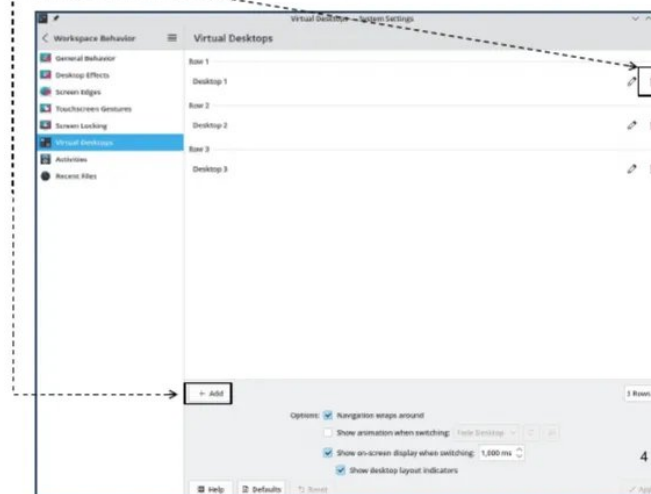 Virtual Desktops — System Settings
Workspace Behavior
Virtual Desktops
General Behavior
Desktop Effects
Screen Edges
Touchscreen Gestures
Screen Locking
Virtual Desktops
Activities
Recent Files
Row 1
Desktop 1
Row 2
Desktop 2
Row 3
Desktop 3
+ Add
3 Rows
Options: Navigation wraps around
Show animation when switching: Fade Desktop
Show on-screen display when switching: 1,000 ms
Show desktop layout indicators
4
Help Defaults Reset